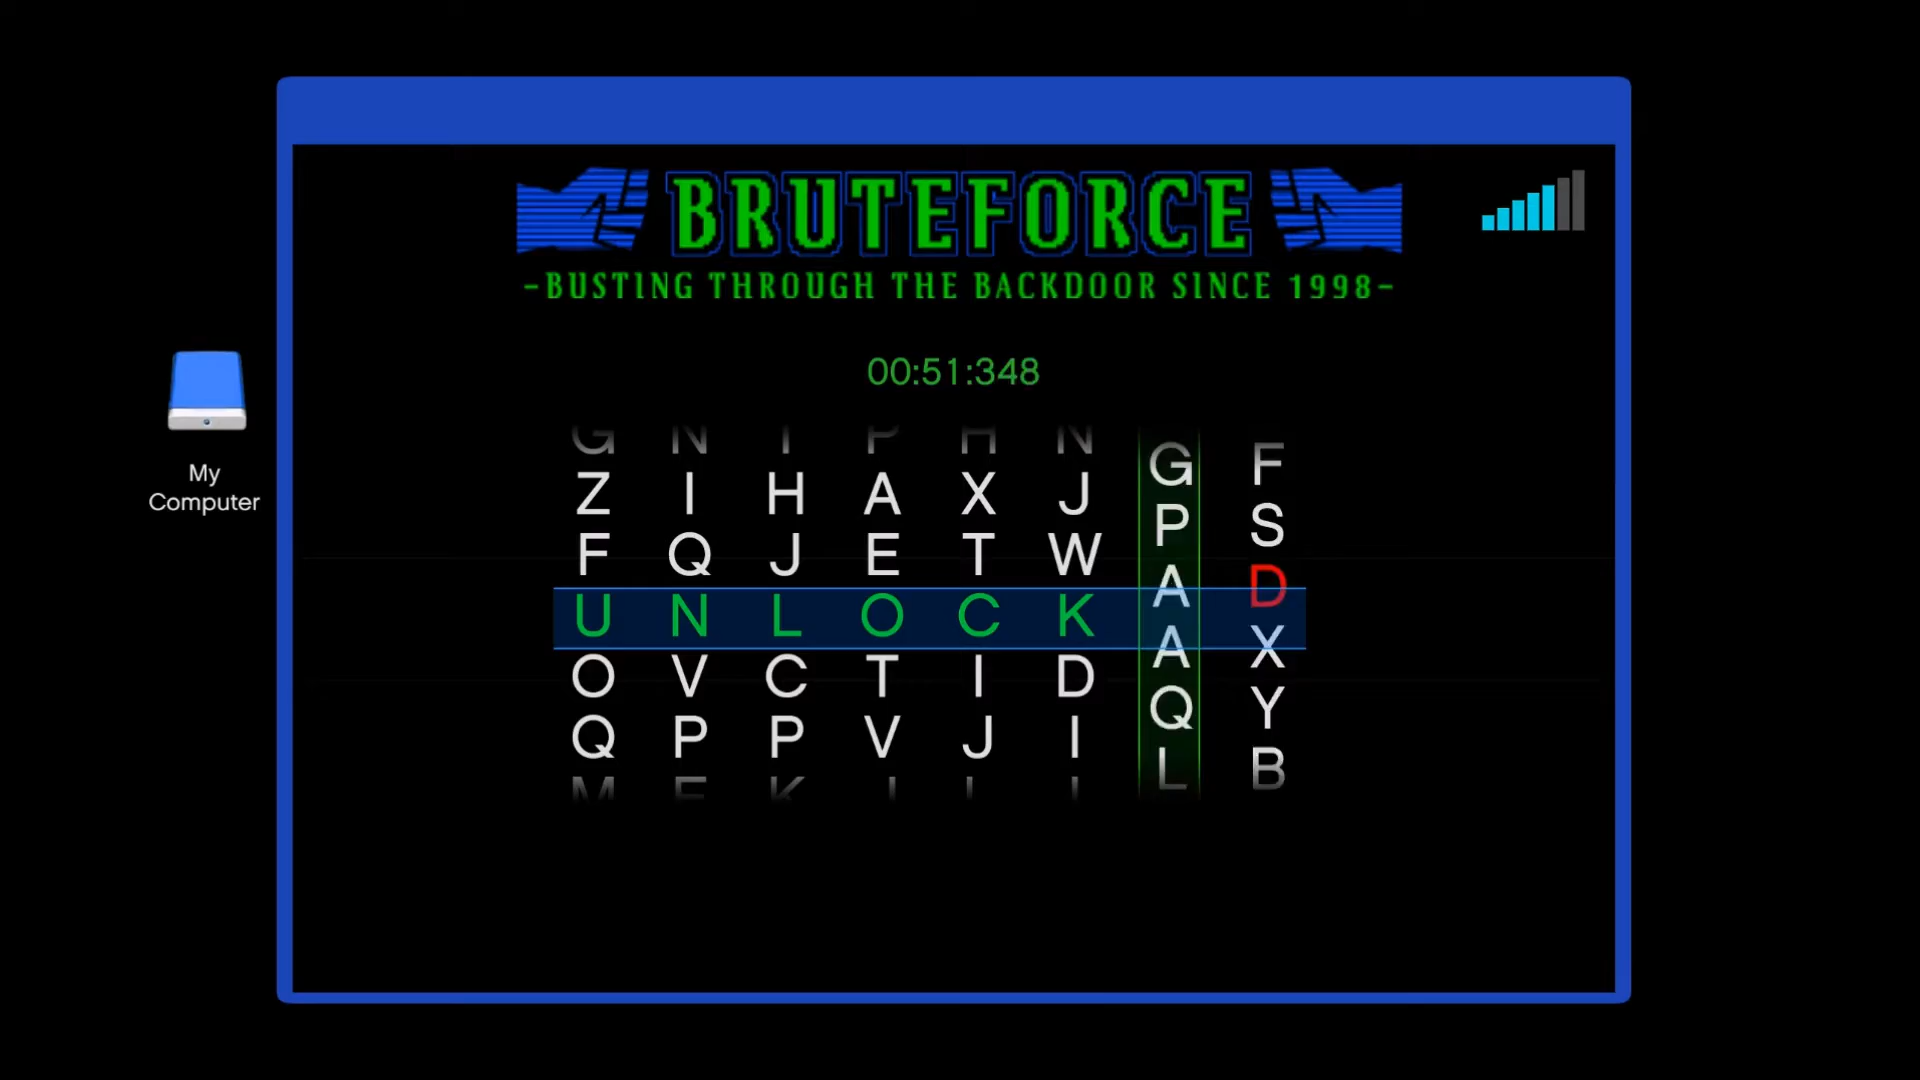 BRUTEFORCE
-BUSTING THROUGH THE BACKDOOR SINCE 1998-
00:51:348
My
Computer
G N I P H N G F
Z I H A X J P S
F Q J E T W A D
U N L O C K A X
O V C T I D Q Y
Q P P V J I L B